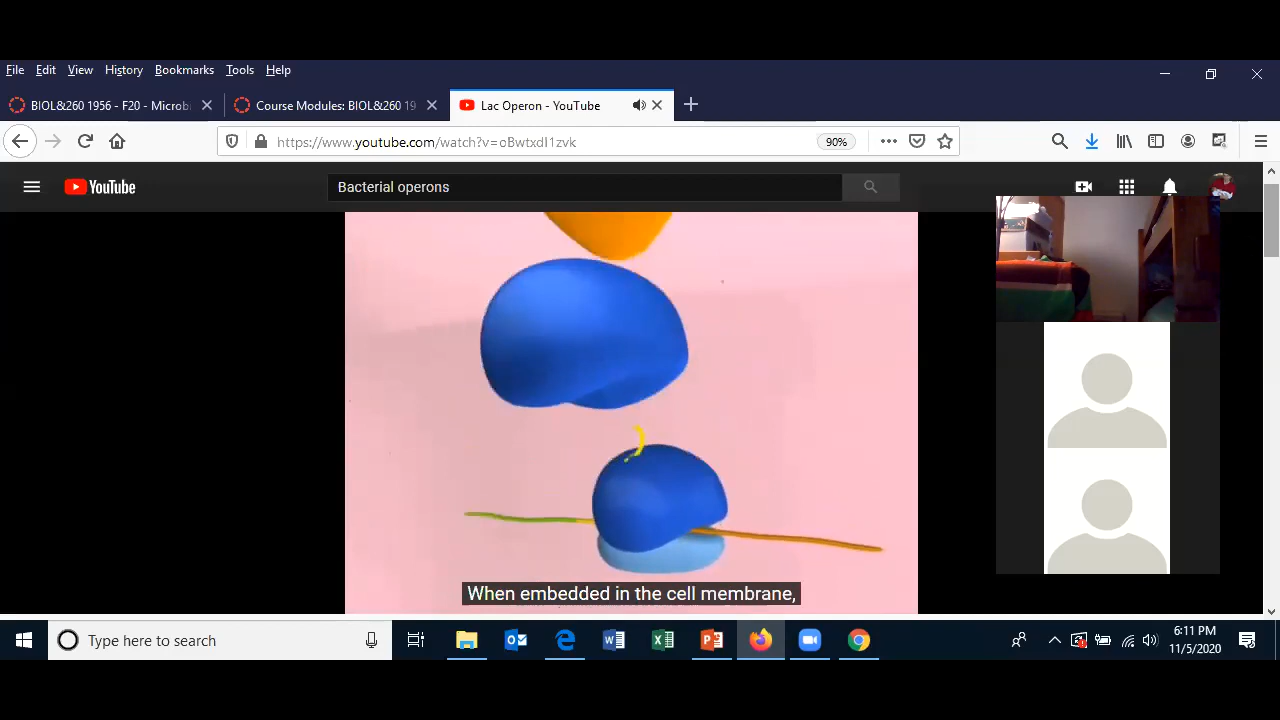 File Edit View History Bookmarks Tools Help
BIOL&260 1956 - F20 - Microbi
Course Modules: BIOL&260 19
Lac Operon - YouTube
https://www.youtube.com/watch?v=oBwtxdI1zvk
90%
YouTube
Bacterial operons
When embedded in the cell membrane,
Type here to search
6:11 PM
11/5/2020